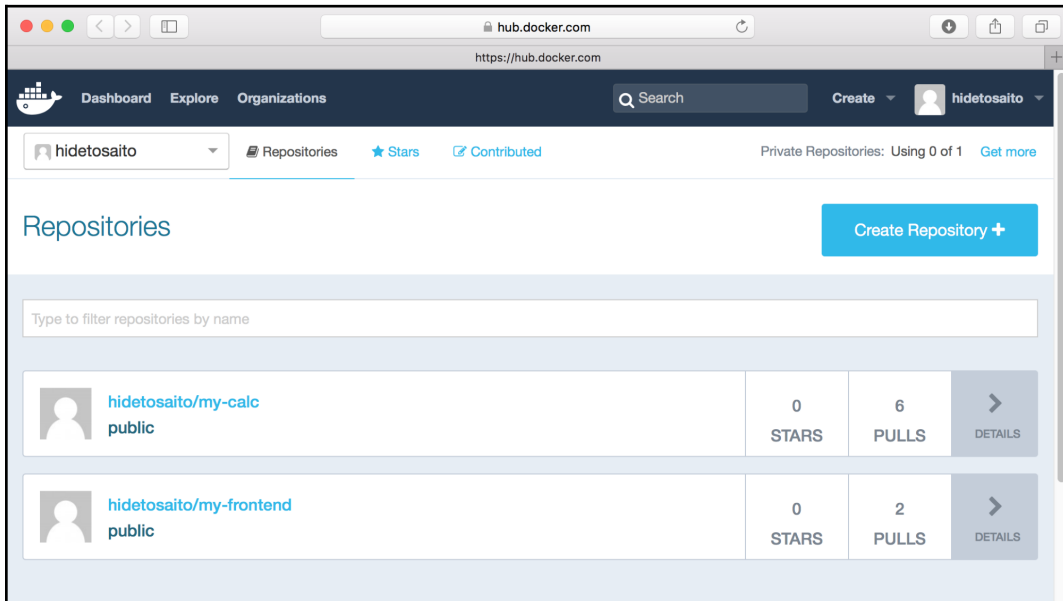 hub.docker.com
https://hub.docker.com
Dashboard Explore Organizations Search Create hidetosaito
hidetosaito Repositories Stars Contributed Private Repositories: Using 0 of 1 Get more
Repositories Create Repository
Type to filter repositories by name
hidetosaito/my-calc
public
0
STARS
6
PULLS
DETAILS
hidetosaito/my-frontend
public
0
STARS
2
PULLS
DETAILS